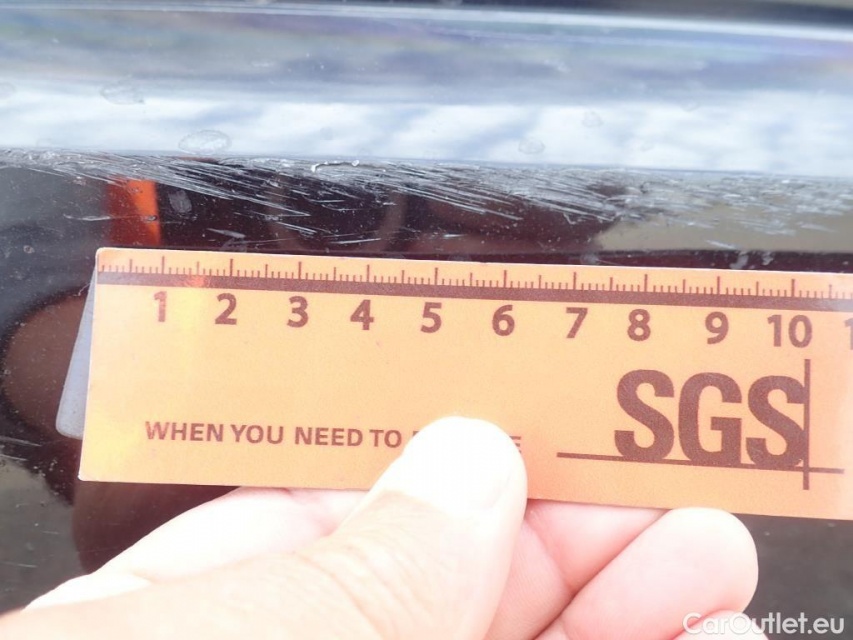 1 2 3 4 5 6 7 8 9 10
SGS
WHEN YOU NEED TO
CarOutlet.eu